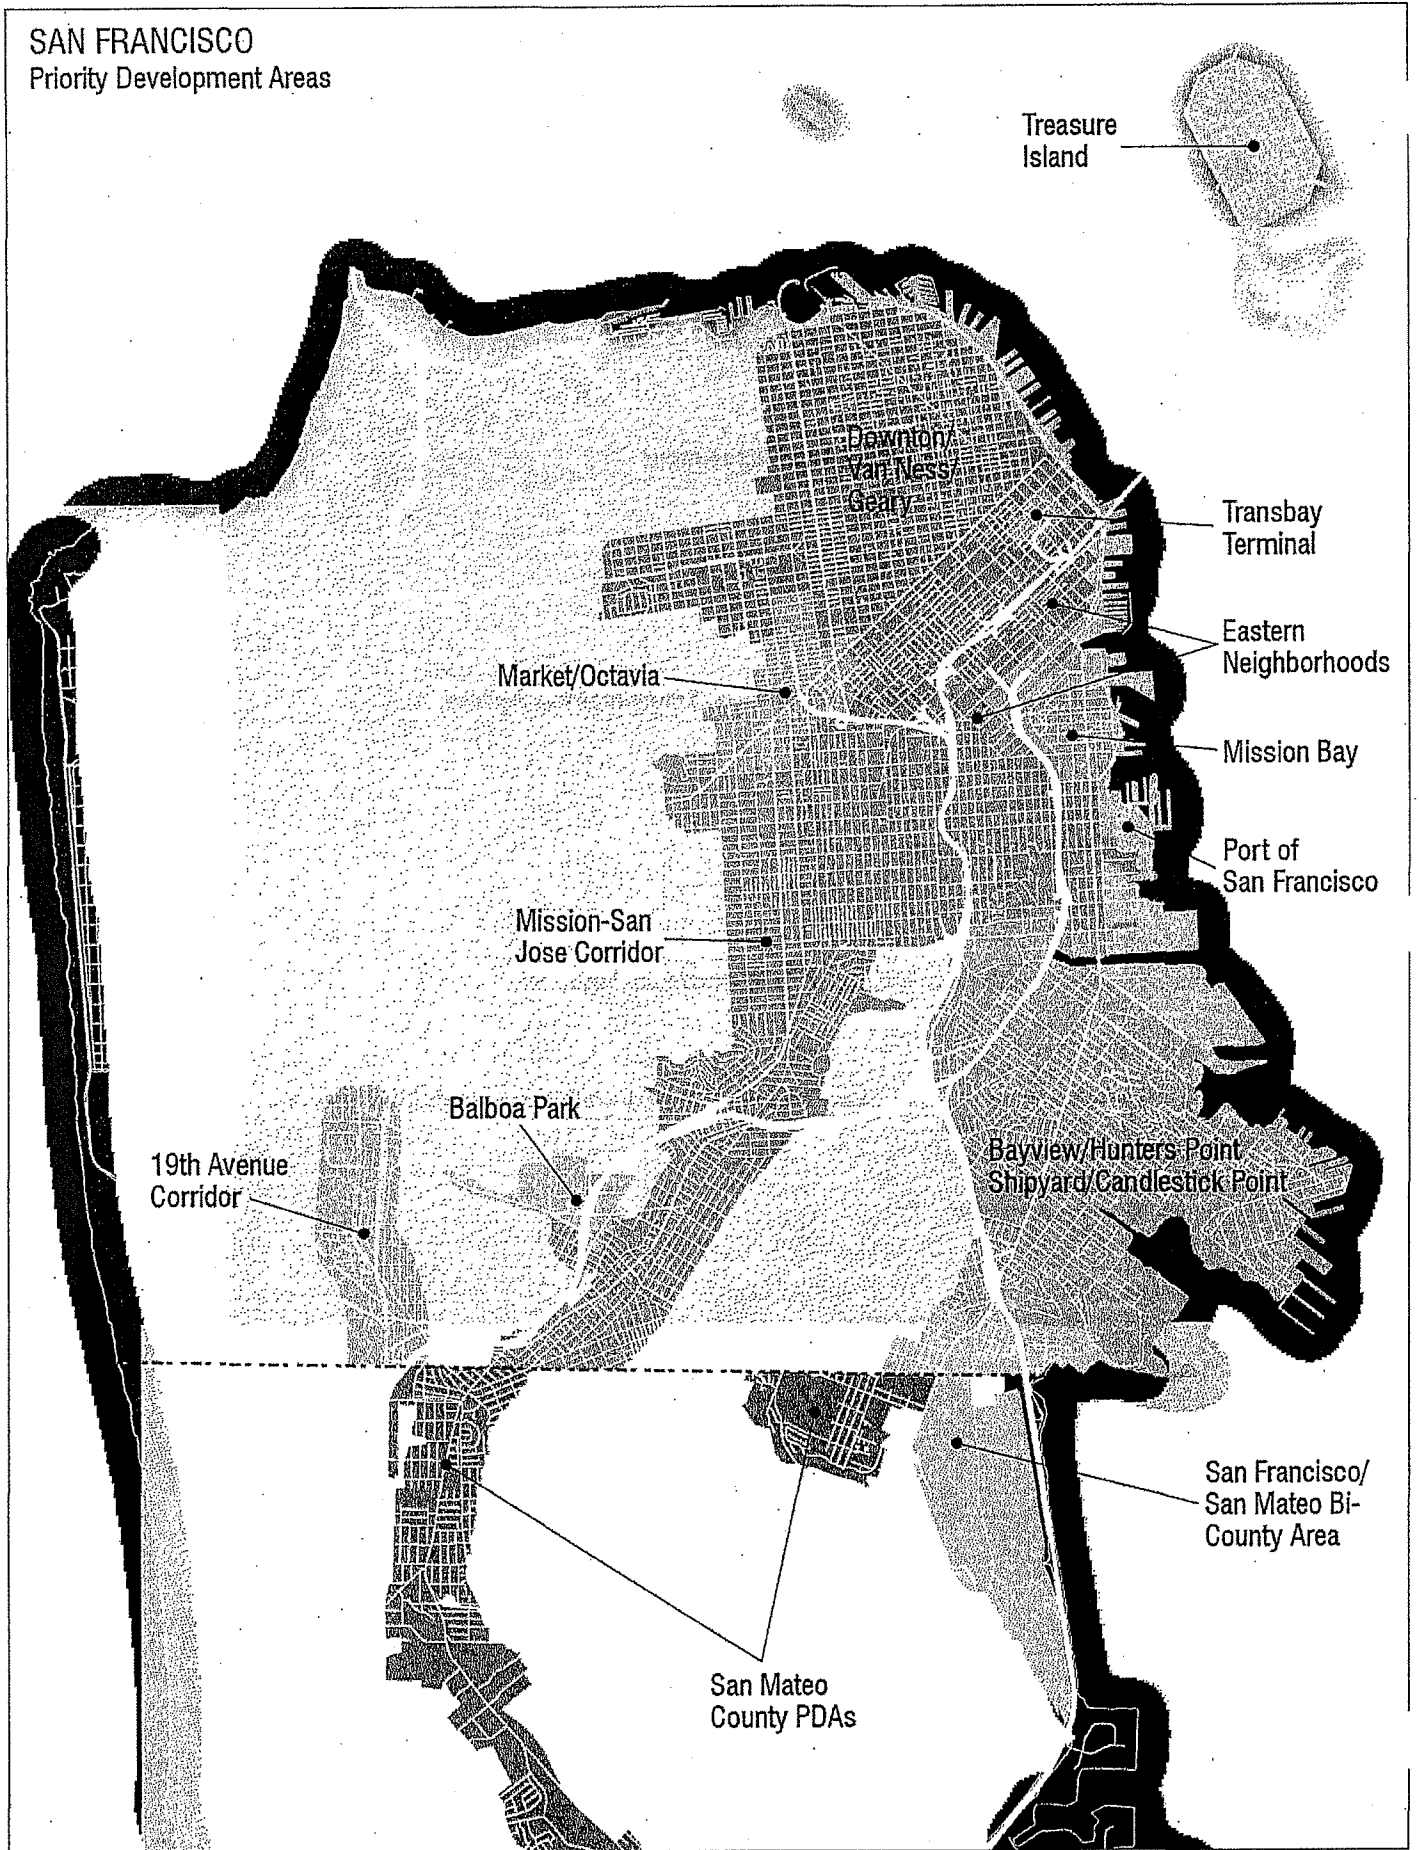 SAN FRANCISCO
Priority Development Areas
Treasure
Island
Downton/
Van Ness/
Geary
Transbay
Terminal
Eastern
Neighborhoods
Market/Octavia
Mission Bay
Port of
San Francisco
Mission-San
Jose Corridor
Balboa Park
19th Avenue
Corridor
Bayview/Hunters Point
Shipyard/Candlestick Point
San Francisco/
San Mateo Bi-
County Area
San Mateo
County PDAs